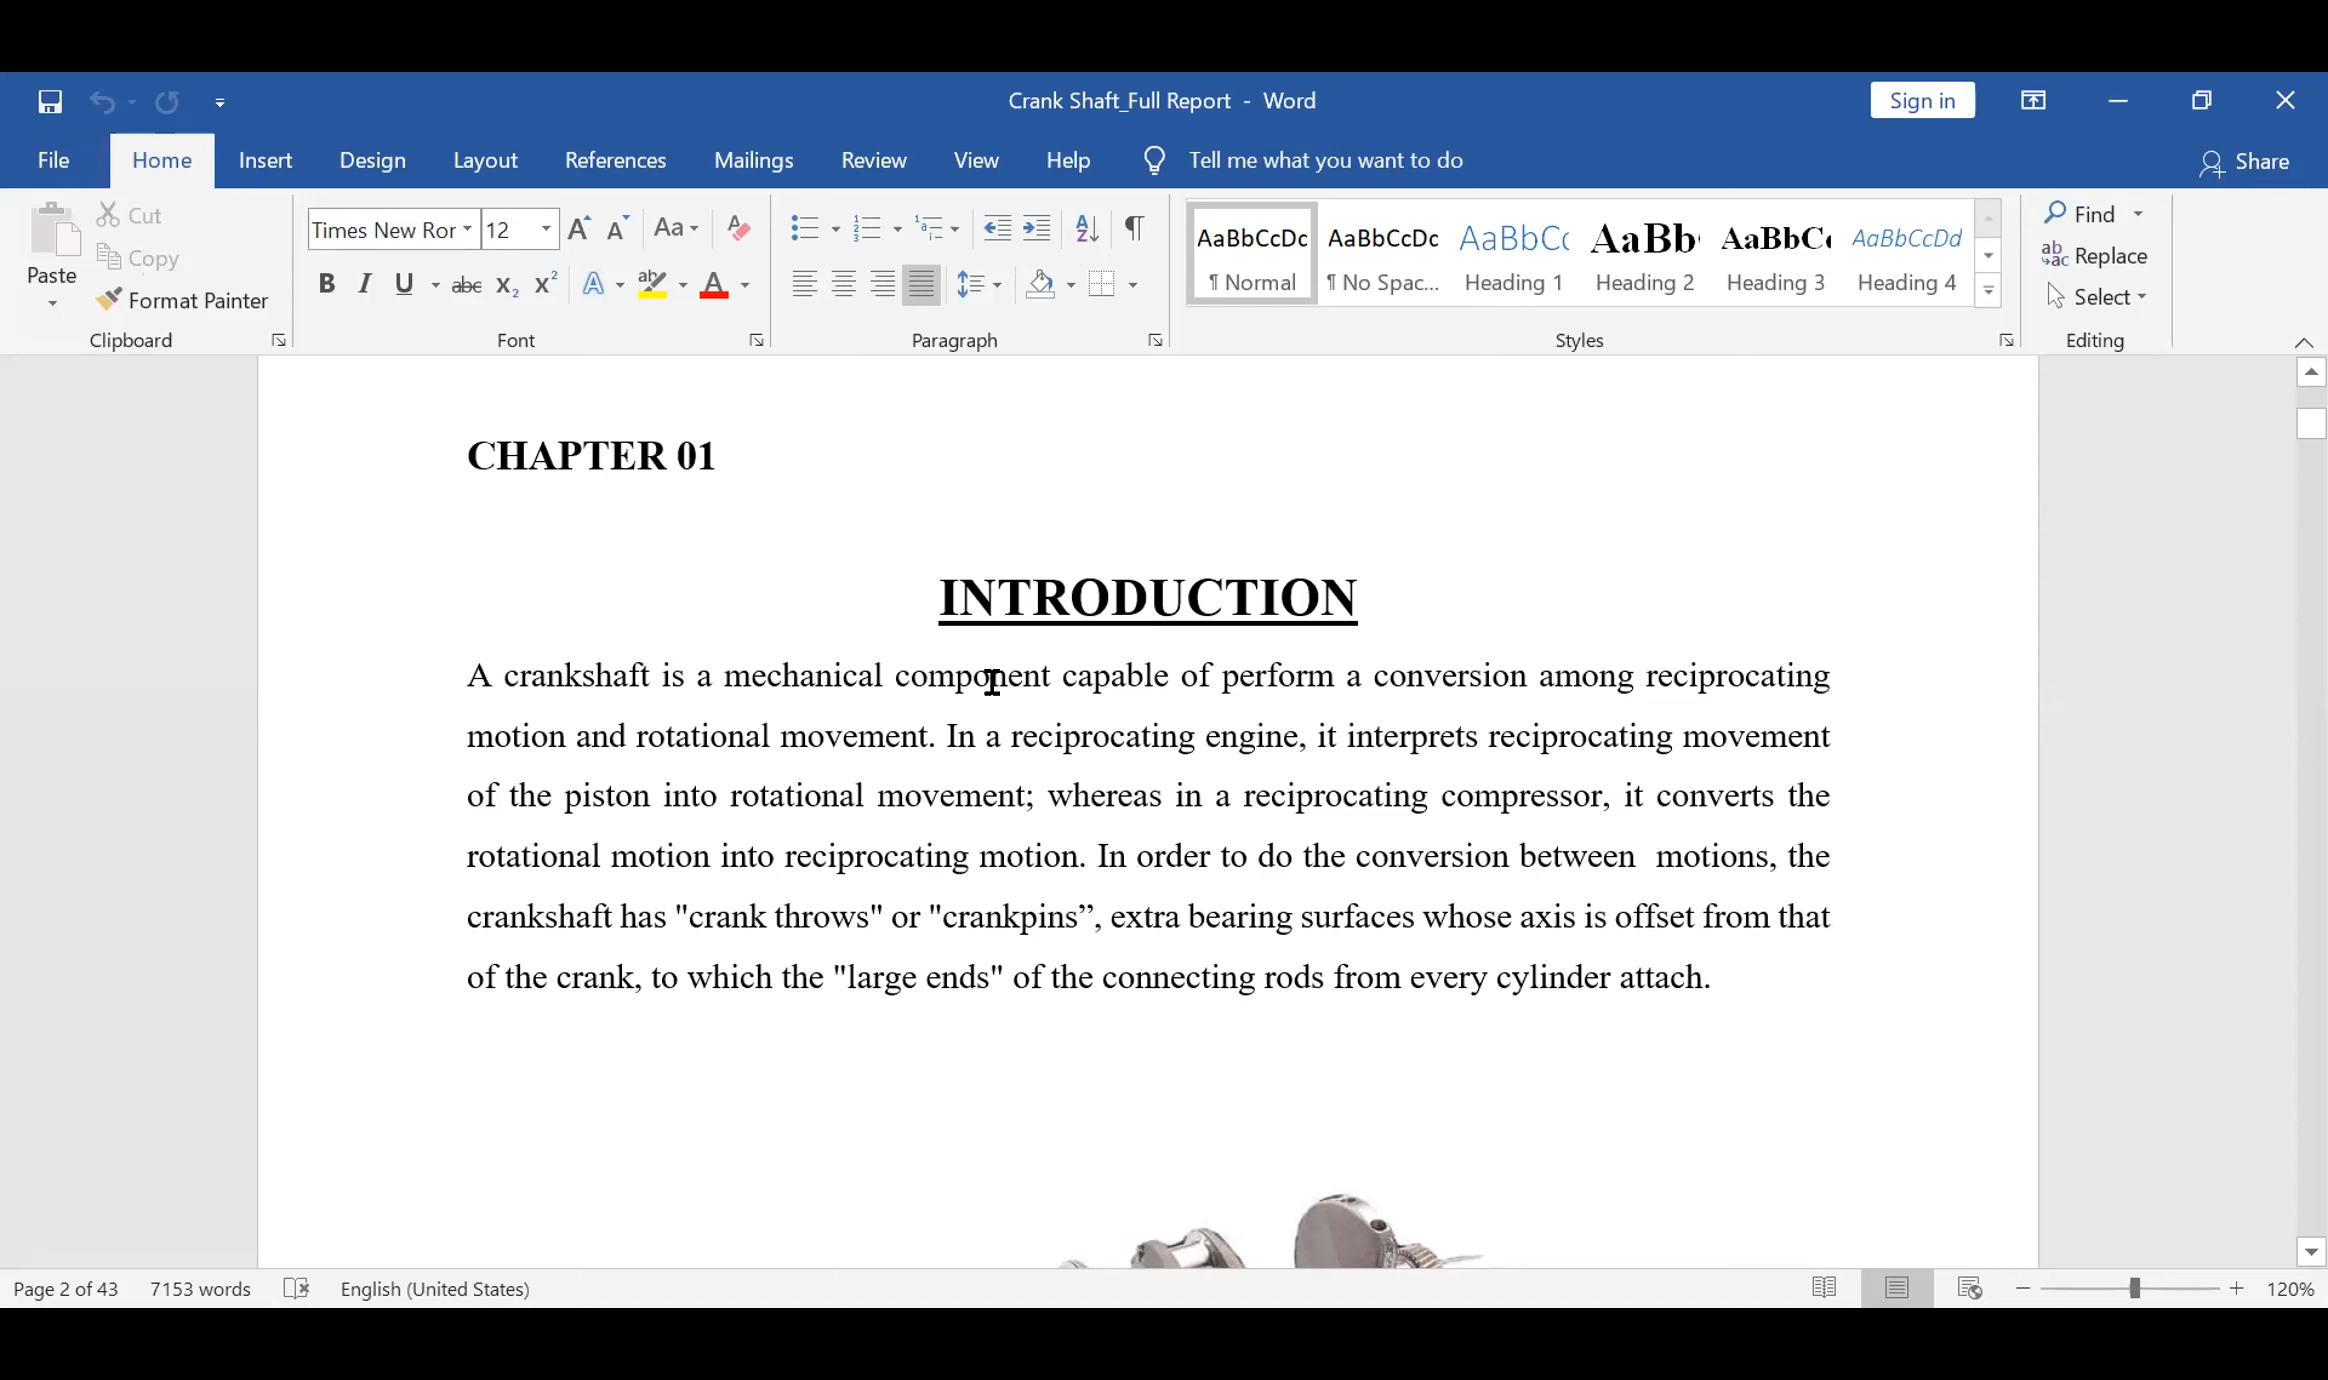 Crank Shaft_Full Report - Word
Sign in
File Home Insert Design Layout References Mailings Review View Help Tell me what you want to do Share
Paste
Cut
Copy
Format Painter
Clipboard
Times New Ror 12
Aa
B I U abc X₂ X² A ab A
Font
Paragraph
AaBbCcDc AaBbCcDc AaBbCc AaBb AaBbC AaBbCcDd
¶ Normal ¶ No Spac... Heading 1 Heading 2 Heading 3 Heading 4
Styles
Find
Replace
Select
Editing
CHAPTER 01
INTRODUCTION
A crankshaft is a mechanical component capable of perform a conversion among reciprocating
motion and rotational movement. In a reciprocating engine, it interprets reciprocating movement
of the piston into rotational movement; whereas in a reciprocating compressor, it converts the
rotational motion into reciprocating motion. In order to do the conversion between  motions, the
crankshaft has "crank throws" or "crankpins”, extra bearing surfaces whose axis is offset from that
of the crank, to which the "large ends" of the connecting rods from every cylinder attach.
Page 2 of 43 7153 words English (United States) 120%